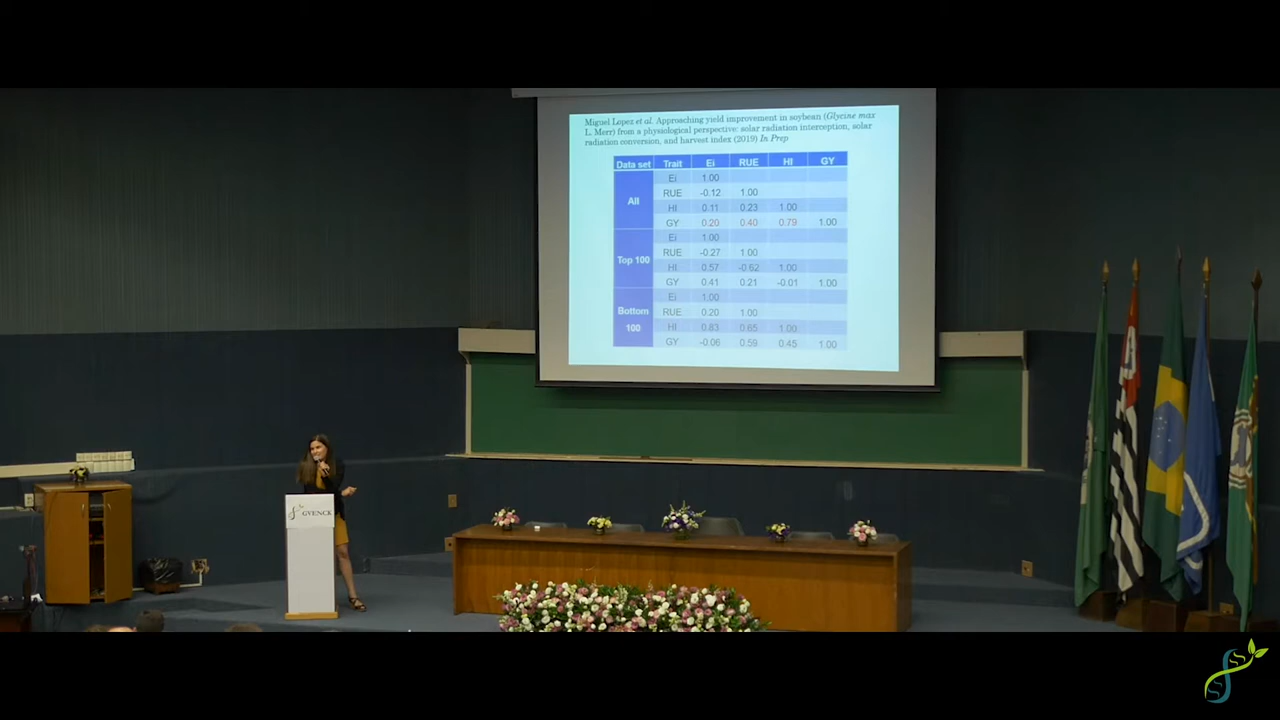 Miguel Lopez et al. Approaching yield improvement in soybean (Glycine max
L. Merr) from a physiological perspective: solar radiation interception, solar
radiation conversion, and harvest index (2019) In Prep
Data set Trait Ei RUE HI GY
All
Ei 1.00
RUE -0.12 1.00
HI 0.11 0.23 1.00
GY 0.20 0.40 0.79 1.00
Top 100
Ei 1.00
RUE -0.27 1.00
HI 0.57 -0.62 1.00
GY 0.41 0.21 -0.01 1.00
Bottom
100
Ei 1.00
RUE 0.20 1.00
HI 0.83 0.65 1.00
GY -0.06 0.59 0.45 1.00
GVENCK